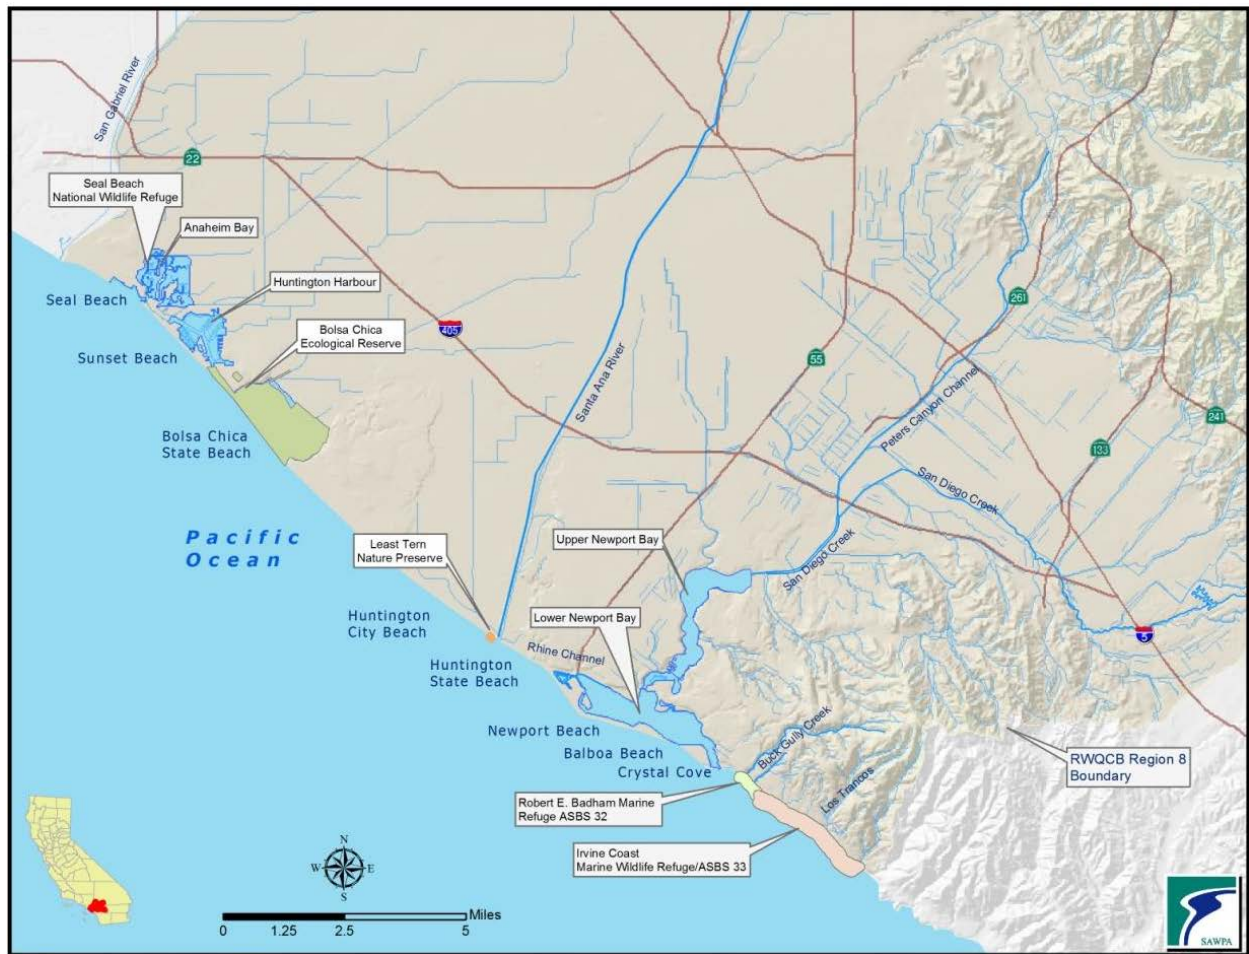 San Gabriel River
22
Seal Beach
National Wildlife Refuge
Anaheim Bay
Huntington Harbour
Seal Beach
Bolsa Chica
Ecological Reserve
Sunset Beach
405
261
55
Santa Ana River
Peters Canyon Channel
241
133
Bolsa Chica
State Beach
San Diego Creek
Pacific
Ocean
Least Tern
Nature Preserve
Upper Newport Bay
San Diego Creek
Huntington
City Beach
Lower Newport Bay
5
Rhine Channel
Huntington
State Beach
Newport Beach
Balboa Beach
Crystal Cove
Buck Gully Creek
RWQCB Region 8
Boundary
Los Trancos
Robert E. Badham Marine
Refuge ASBS 32
Irvine Coast
Marine Wildlife Refuge/ASBS 33
N
W E
S
Miles
0 1.25 2.5 5
SAWPA